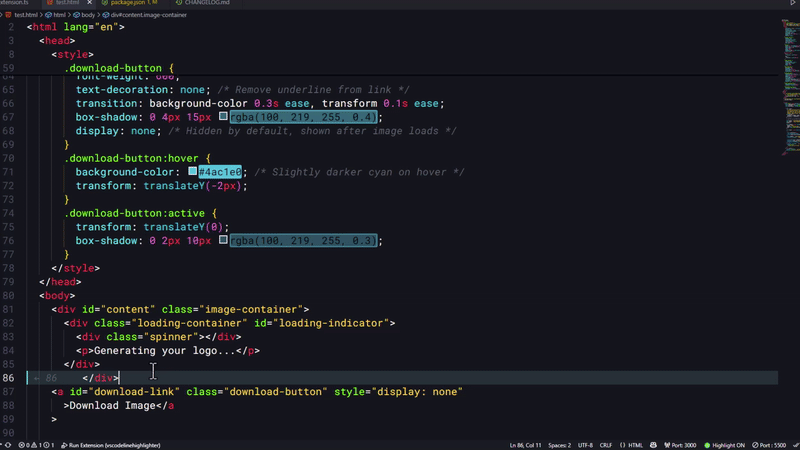 extension.ts test.html package.json 1, M CHANGELOG.md
test.html > html > body > div#content.image-container
2 <html lang="en">
3 <head>
8 <style>
59 .download-button {
64 font-weight: 600;
65 text-decoration: none; /* Remove underline from link */
66 transition: background-color 0.3s ease, transform 0.1s ease;
67 box-shadow: 0 4px 15px rgba(100, 219, 255, 0.4);
68 display: none; /* Hidden by default, shown after image loads */
69 }
70 .download-button:hover {
71 background-color: #4ac1e0; /* Slightly darker cyan on hover */
72 transform: translateY(-2px);
73 }
74 .download-button:active {
75 transform: translateY(0);
76 box-shadow: 0 2px 10px rgba(100, 219, 255, 0.3);
77 }
78 </style>
79 </head>
80 <body>
81 <div id="content" class="image-container">
82 <div class="loading-container" id="loading-indicator">
83 <div class="spinner"></div>
84 <p>Generating your logo...</p>
85 </div>
86 ← 86 </div>
87 <a id="download-link" class="download-button" style="display: none"
88 >Download Image</a
89 >
90
0 1 1 Run Extension (vscodelinehighlighter) Ln 86, Col 11 Spaces: 2 UTF-8 CRLF {} HTML Port: 3000 Highlight ON Port : 5500